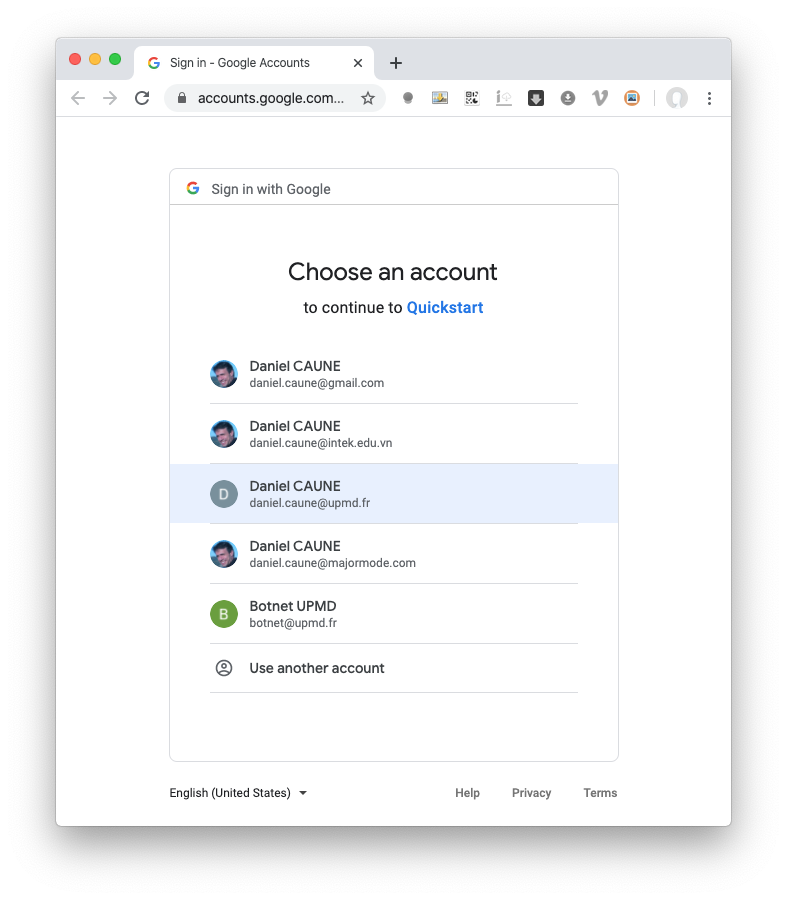 Sign in - Google Accounts
accounts.google.com...
Sign in with Google
Choose an account
to continue to Quickstart
Daniel CAUNE
daniel.caune@gmail.com
Daniel CAUNE
daniel.caune@intek.edu.vn
D
Daniel CAUNE
daniel.caune@upmd.fr
Daniel CAUNE
daniel.caune@majormode.com
B
Botnet UPMD
botnet@upmd.fr
Use another account
English (United States)
Help Privacy Terms